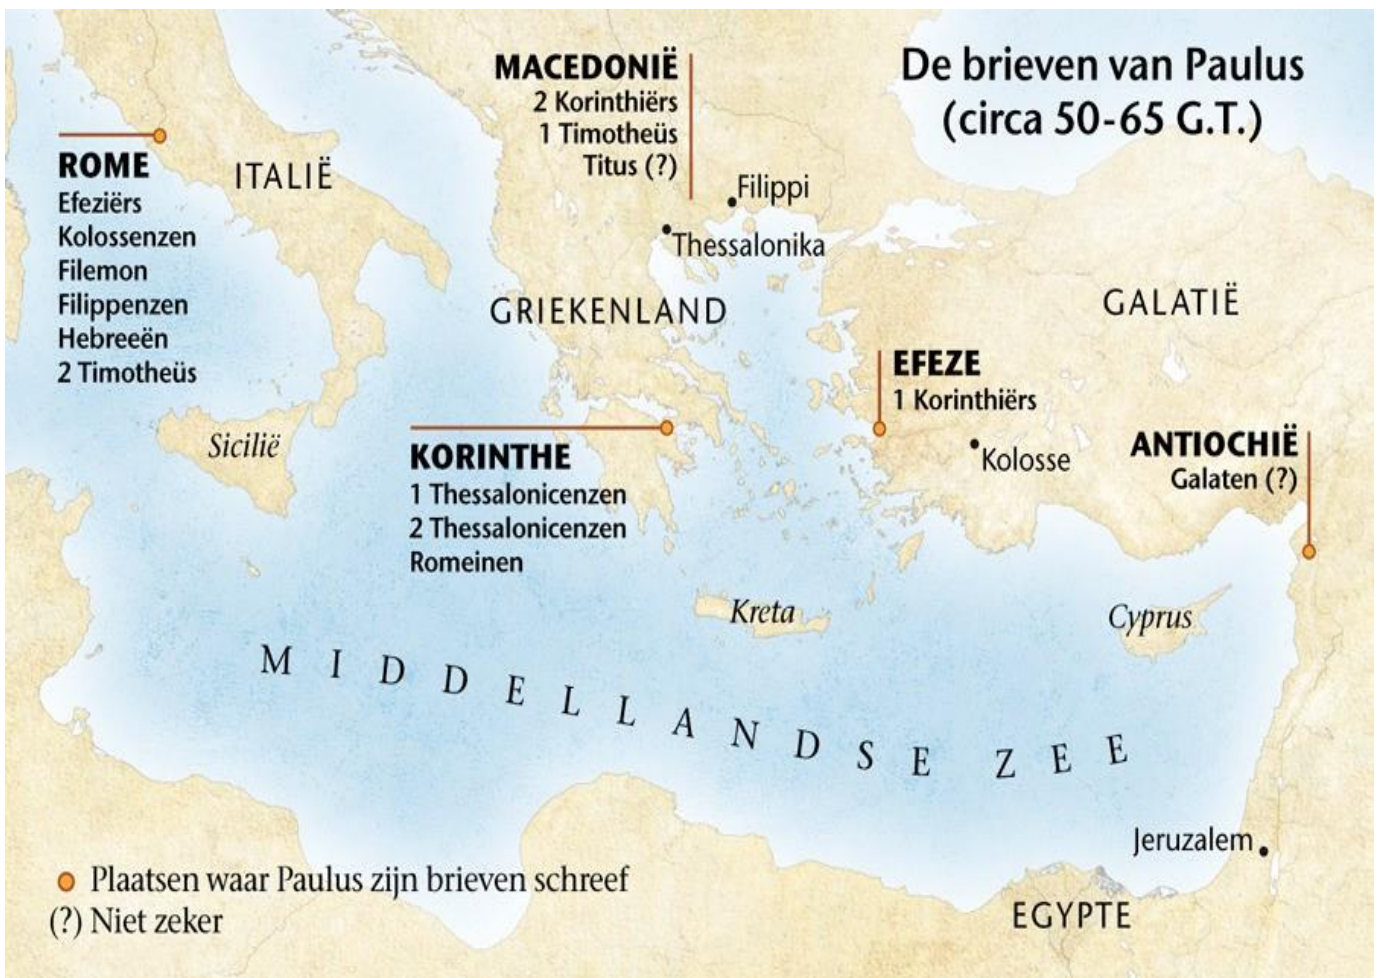 De brieven van Paulus
(circa 50-65 G.T.)
MACEDONIË
2 Korinthiërs
1 Timotheüs
Titus (?)
ROME
Efeziërs
Kolossenzen
Filemon
Filippenzen
Hebreeën
2 Timotheüs
ITALIË
Filippi
Thessalonika
GRIEKENLAND
GALATIË
EFEZE
1 Korinthiërs
Sicilië
KORINTHE
1 Thessalonicenzen
2 Thessalonicenzen
Romeinen
Kolosse
ANTIOCHIË
Galaten (?)
Kreta
Cyprus
MIDDELLANDSE ZEE
Jeruzalem
EGYPTE
Plaatsen waar Paulus zijn brieven schreef
(?) Niet zeker